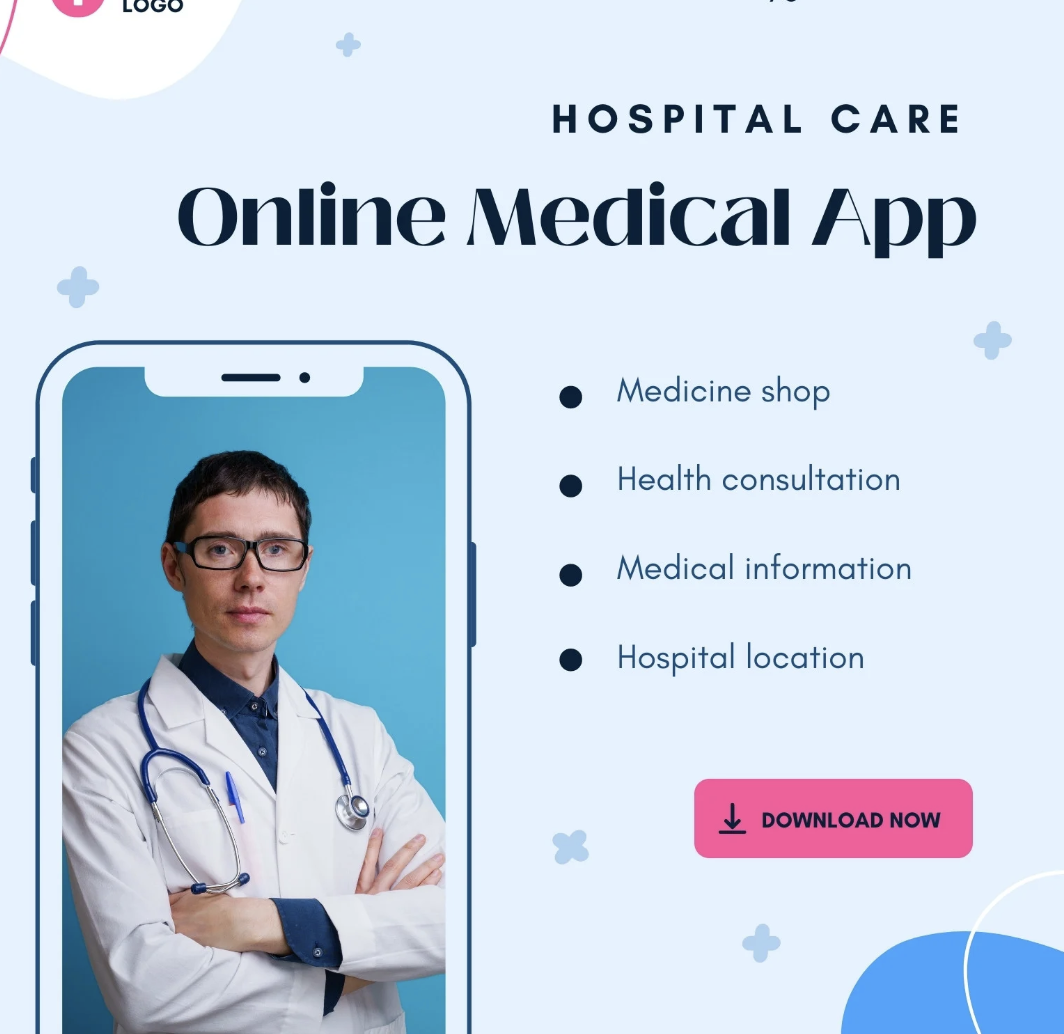 LOGO
HOSPITAL CARE
Online Medical App
Medicine shop
Health consultation
Medical information
Hospital location
DOWNLOAD NOW